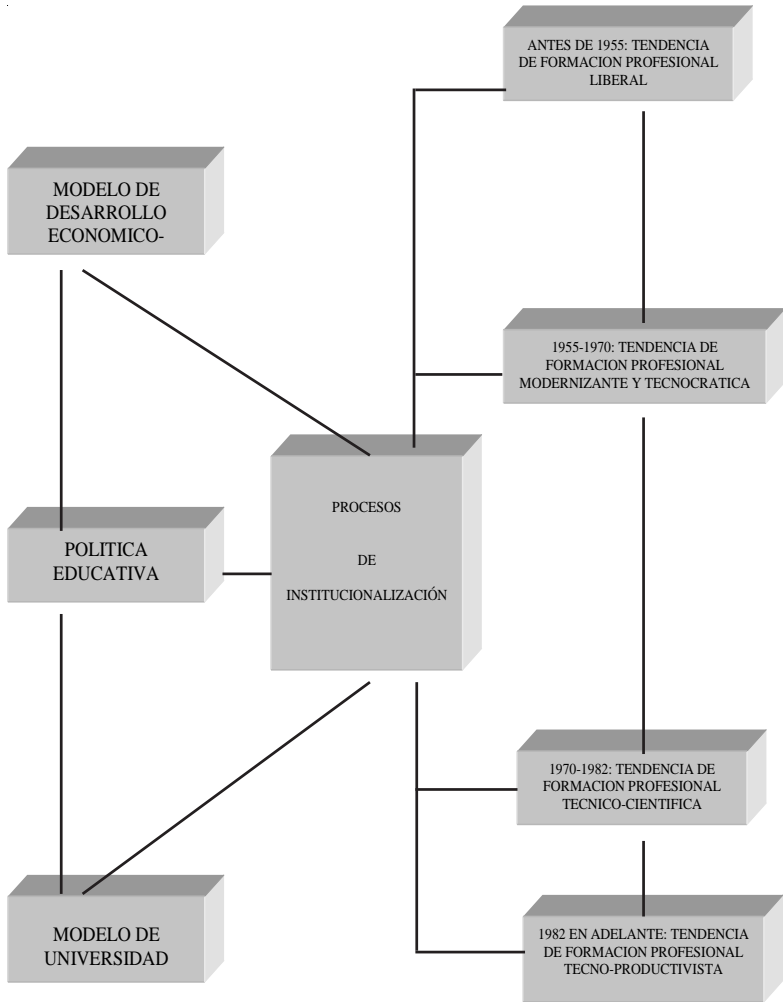 ANTES DE 1955: TENDENCIA
DE FORMACION PROFESIONAL
LIBERAL
MODELO DE
DESARROLLO
ECONOMICO-
1955-1970: TENDENCIA DE
FORMACION PROFESIONAL
MODERNIZANTE Y TECNOCRATICA
PROCESOS
DE
INSTITUCIONALIZACIÓN
POLITICA
EDUCATIVA
1970-1982: TENDENCIA DE
FORMACION PROFESIONAL
TECNICO-CIENTIFICA
MODELO DE
UNIVERSIDAD
1982 EN ADELANTE: TENDENCIA
DE FORMACION PROFESIONAL
TECNO-PRODUCTIVISTA